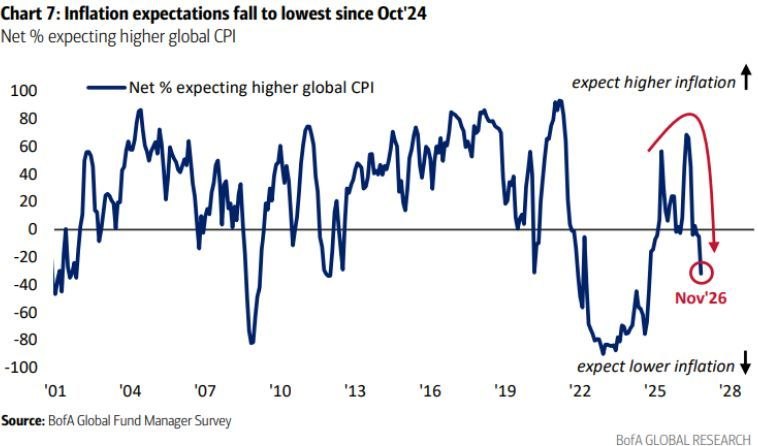 Chart 7: Inflation expectations fall to lowest since Oct'24
Net % expecting higher global CPI
100
80
60
40
20
0
-20
-40
-60
-80
-100
Net % expecting higher global CPI
expect higher inflation
Nov'26
expect lower inflation
'01 '04 '07 '10 '13 '16 '19 '22 '25 '28
Source: BofA Global Fund Manager Survey
BofA GLOBAL RESEARCH